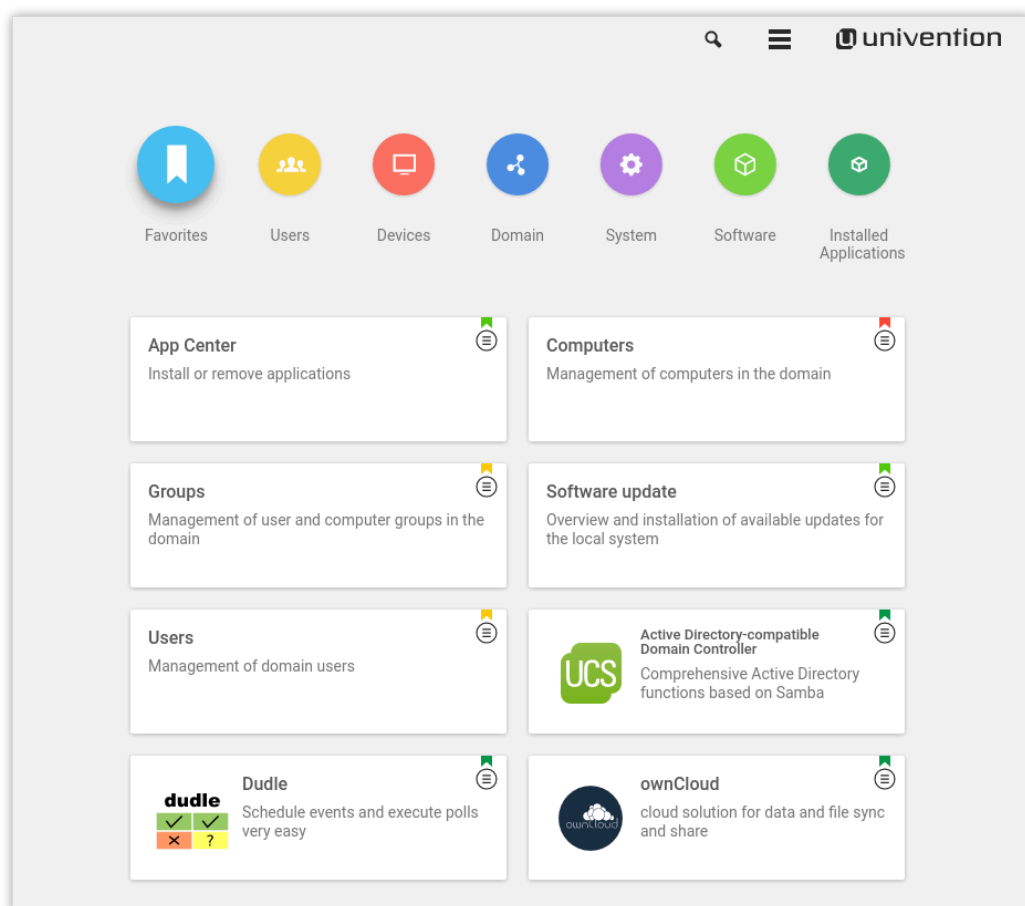 univention
Favorites
Users
Devices
Domain
System
Software
Installed
Applications
App Center
Install or remove applications
Computers
Management of computers in the domain
Groups
Management of user and computer groups in the
domain
Software update
Overview and installation of available updates for
the local system
Users
Management of domain users
UCS
Active Directory-compatible
Domain Controller
Comprehensive Active Directory
functions based on Samba
dudle
?
Dudle
Schedule events and execute polls
very easy
ownCloud
ownCloud
cloud solution for data and file sync
and share